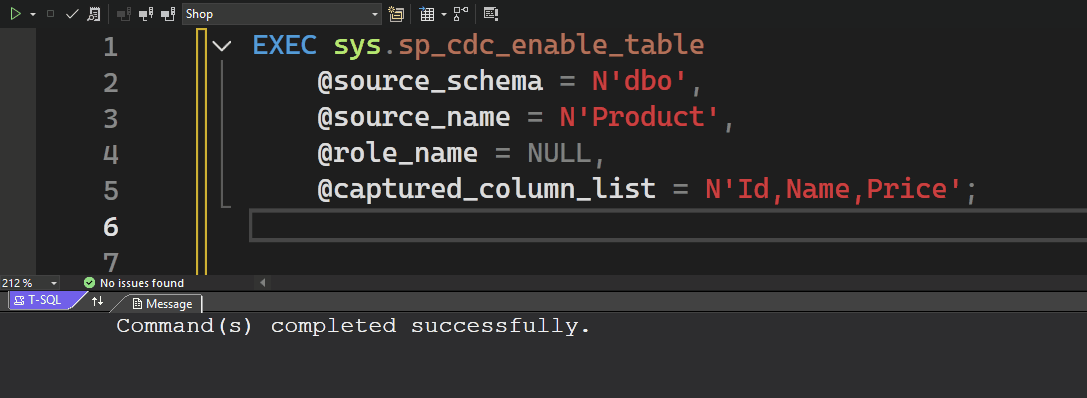 Shop
1 EXEC sys.sp_cdc_enable_table
2 @source_schema = N'dbo',
3 @source_name = N'Product',
4 @role_name = NULL,
5 @captured_column_list = N'Id,Name,Price';
6
7
212 % No issues found
T-SQL Message
Command(s) completed successfully.